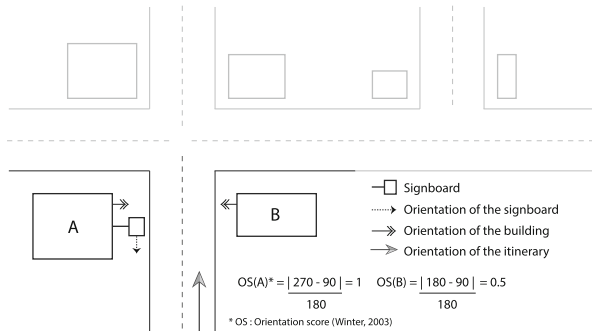 A
B
Signboard
Orientation of the signboard
Orientation of the building
Orientation of the itinerary
OS(A)* = | 270 - 90 | = 1 OS(B) = | 180 - 90 | = 0.5
180 180
* OS : Orientation score (Winter, 2003)